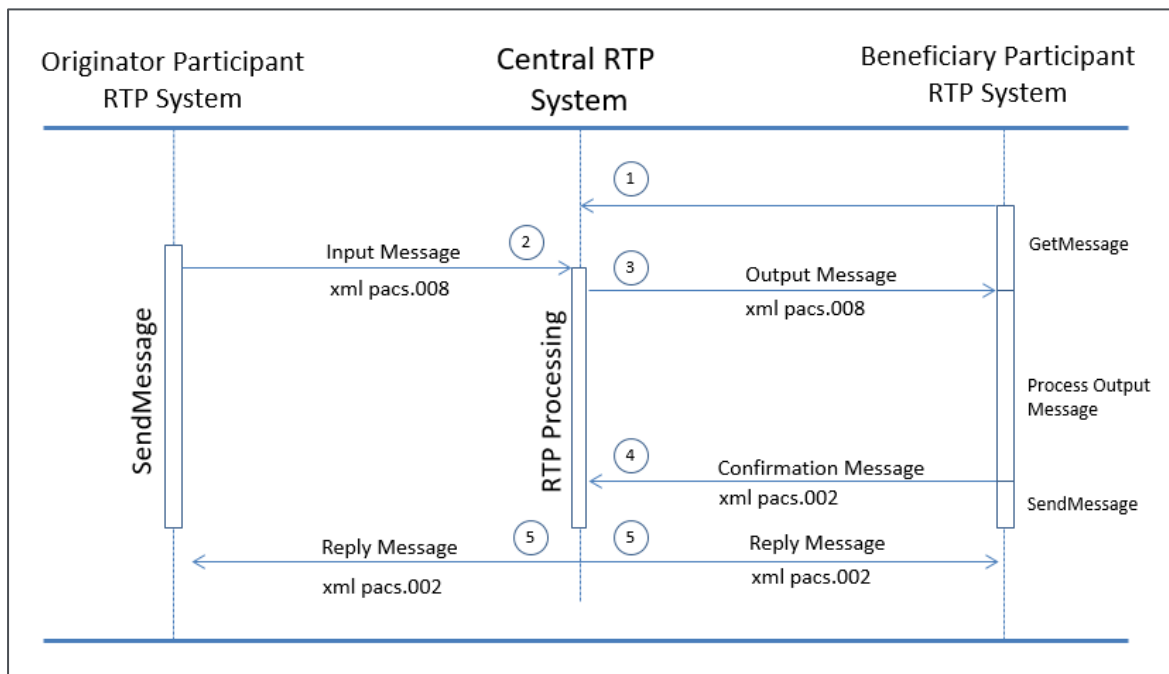 Originator Participant
RTP System
Central RTP
System
Beneficiary Participant
RTP System
1
GetMessage
2
Input Message
xml pacs.008
3
Output Message
xml pacs.008
SendMessage
RTP Processing
Process Output
Message
4
Confirmation Message
xml pacs.002
SendMessage
5
Reply Message
xml pacs.002
5
Reply Message
xml pacs.002